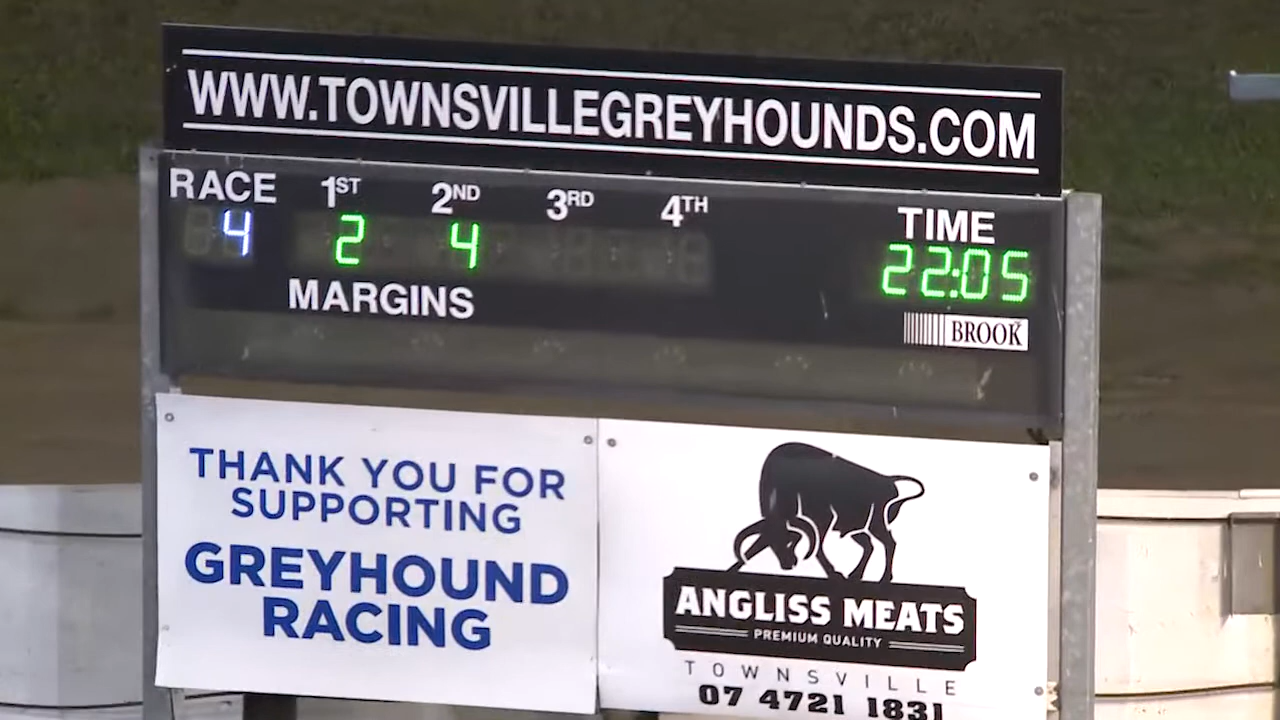 WWW.TOWNSVILLEGREYHOUNDS.COM
RACE 1ST 2ND 3RD 4TH TIME
4 2 4 22:05
MARGINS
BROOK
THANK YOU FOR
SUPPORTING
GREYHOUND
RACING
ANGLISS MEATS
PREMIUM QUALITY
TOWNSVILLE
07 4721 1831